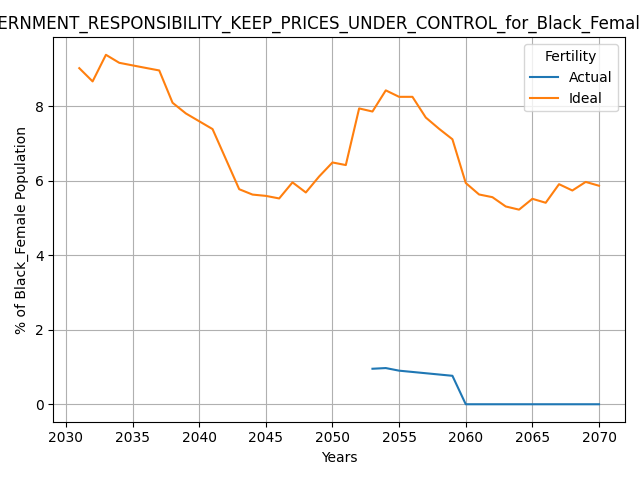 ERNMENT_RESPONSIBILITY_KEEP_PRICES_UNDER_CONTROL_for_Black_Femal
Fertility
Actual
Ideal
% of Black_Female Population
8
6
4
2
0
2030 2035 2040 2045 2050 2055 2060 2065 2070
Years